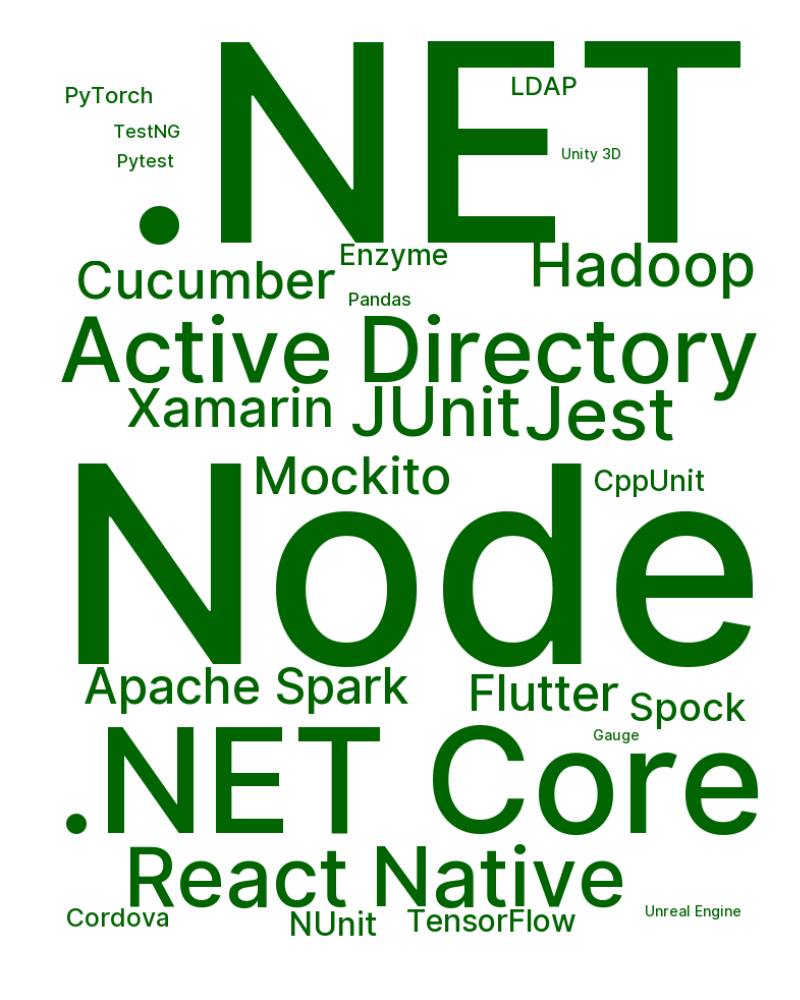 .NET
PyTorch
LDAP
TestNG
Pytest
Unity 3D
Enzyme
Hadoop
Cucumber
Pandas
Active Directory
Xamarin
JUnit
Jest
Mockito
CppUnit
Node
Apache Spark
Flutter
Spock
Gauge
.NET Core
React Native
Cordova
NUnit
TensorFlow
Unreal Engine